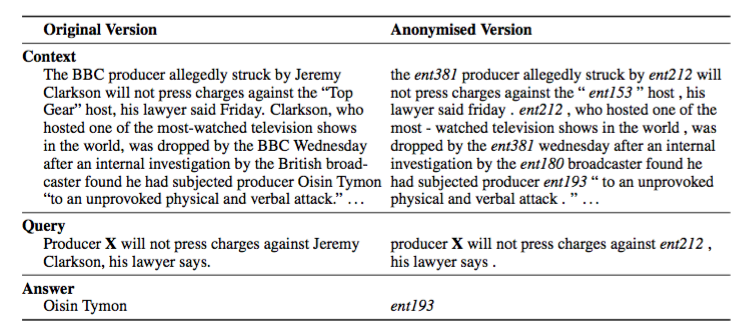 Original Version Anonymised Version
Context
The BBC producer allegedly struck by Jeremy the ent381 producer allegedly struck by ent212 will
Clarkson will not press charges against the “Top not press charges against the “ ent153 ” host , his
Gear” host, his lawyer said Friday. Clarkson, who lawyer said friday . ent212 , who hosted one of the
hosted one of the most-watched television shows most - watched television shows in the world , was
in the world, was dropped by the BBC Wednesday dropped by the ent381 wednesday after an internal
after an internal investigation by the British broad- investigation by the ent180 broadcaster found he
caster found he had subjected producer Oisin Tymon had subjected producer ent193 “ to an unprovoked
“to an unprovoked physical and verbal attack.” … physical and verbal attack . ” …
Query
Producer X will not press charges against Jeremy producer X will not press charges against ent212 ,
Clarkson, his lawyer says. his lawyer says .
Answer
Oisin Tymon ent193